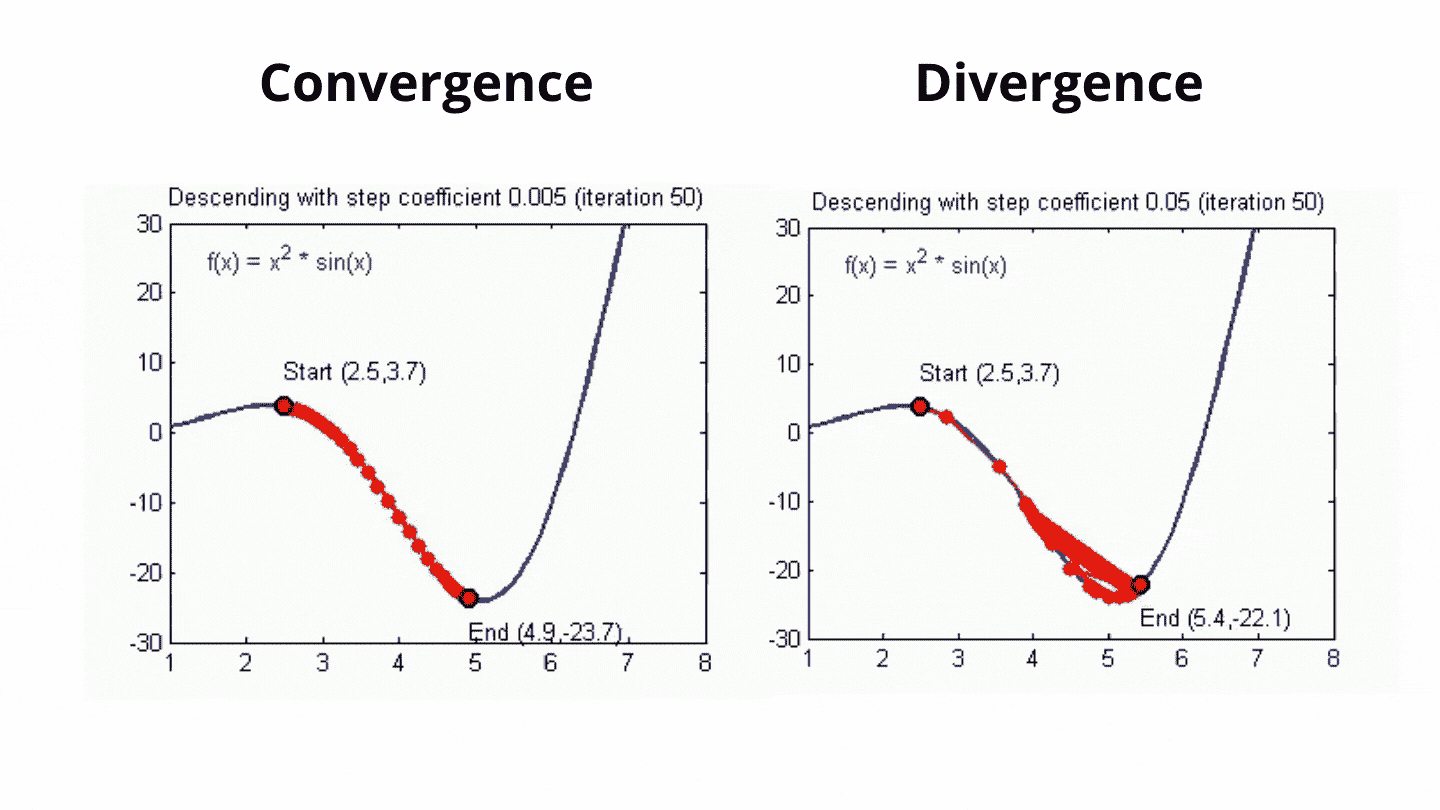 Convergence
Divergence
Descending with step coefficient 0.005 (iteration 50)
30
20
10
0
-10
-20
-30
f(x) = x² * sin(x)
Start (2.5,3.7)
End (4.9,-23.7)
1 2 3 4 5 6 7 8
Descending with step coefficient 0.05 (iteration 50)
30
20
10
0
-10
-20
-30
f(x) = x² * sin(x)
Start (2.5,3.7)
End (5.4,-22.1)
1 2 3 4 5 6 7 8